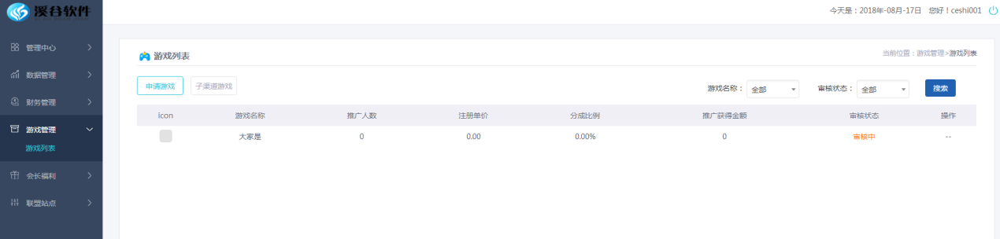 溪谷软件
今天是：2018年-08月-17日 您好！ceshi001
管理中心
数据管理
财务管理
游戏管理
游戏列表
会长福利
联盟站点
游戏列表
当前位置：游戏管理>游戏列表
申请游戏 子渠道游戏
游戏名称： 全部 审核状态： 全部 搜索
icon 游戏名称 推广人数 注册单价 分成比例 推广获得金额 审核状态 操作
大家是 0 0.00 0.00% 0 审核中 --